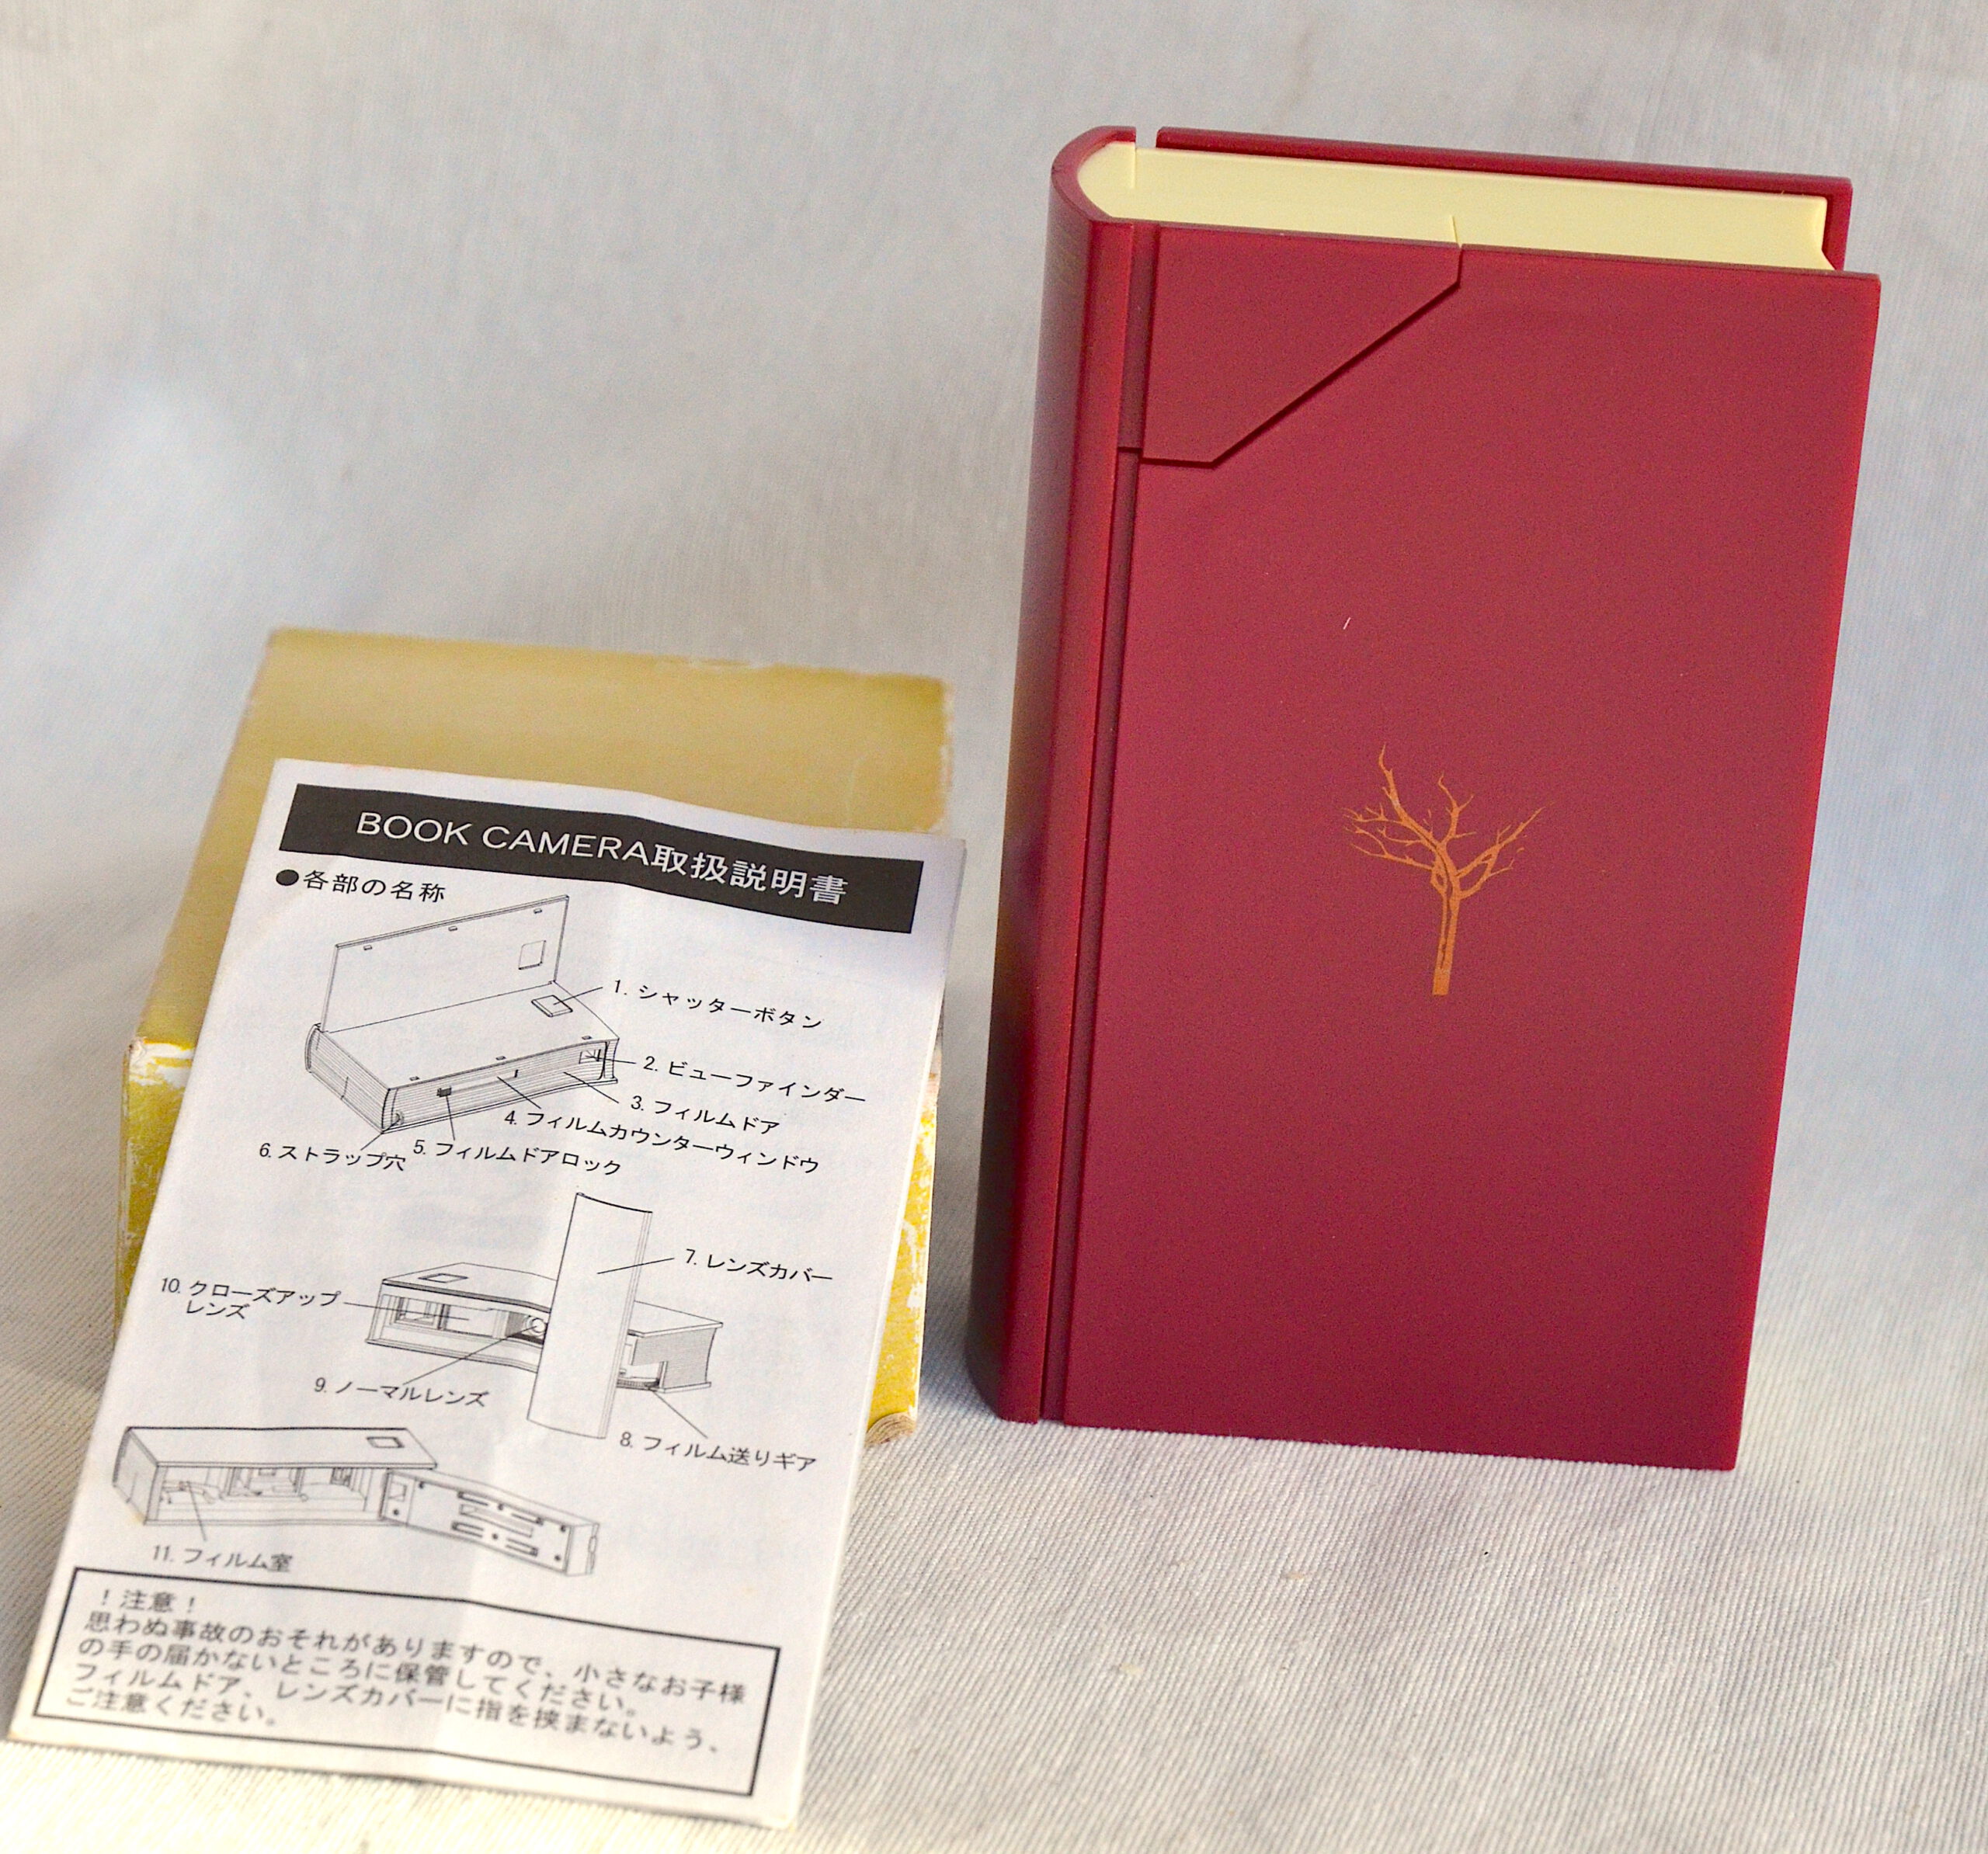 BOOK CAMERA取扱説明書
●各部の名称
1. シャッターボタン
2. ビューファインダー
3. フィルムドア
4. フィルムカウンターウィンドウ
5. フィルムドアロック
6. ストラップ穴
7. レンズカバー
10. クローズアップ
レンズ
9. ノーマルレンズ
8. フィルム送りギア
11. フィルム室
！注意！
思わぬ事故のおそれがありますので、小さなお子様
の手の届かないところに保管してください。
フィルムドア、レンズカバーに指を挟まないよう、
ご注意ください。